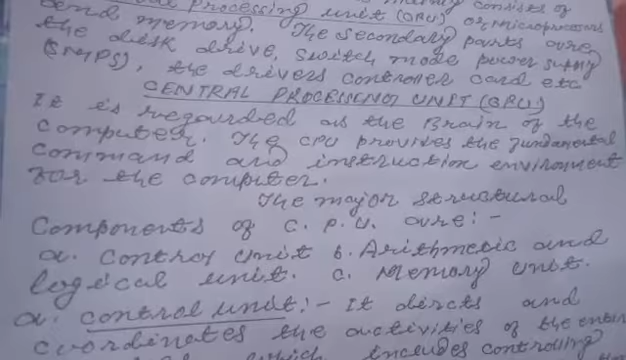 Processing unit (CPU) or microprocessor
and memory. The secondary parts are
the disk drive, switch mode power supply
(SMPS), the drivers controller card etc.
CENTRAL PROCESSING UNIT (CPU)
It is regarded as the Brain of the
computer. The CPU provides the fundamental
command and instruction environment
for the computer.
The major structural
Components of C.P.U. are:-
a. Control Unit b. Arithmetic and
logical unit. c. Memory Unit.
a. control unit:- It dircts and
coordinates the activities of the entire
which includes controlling